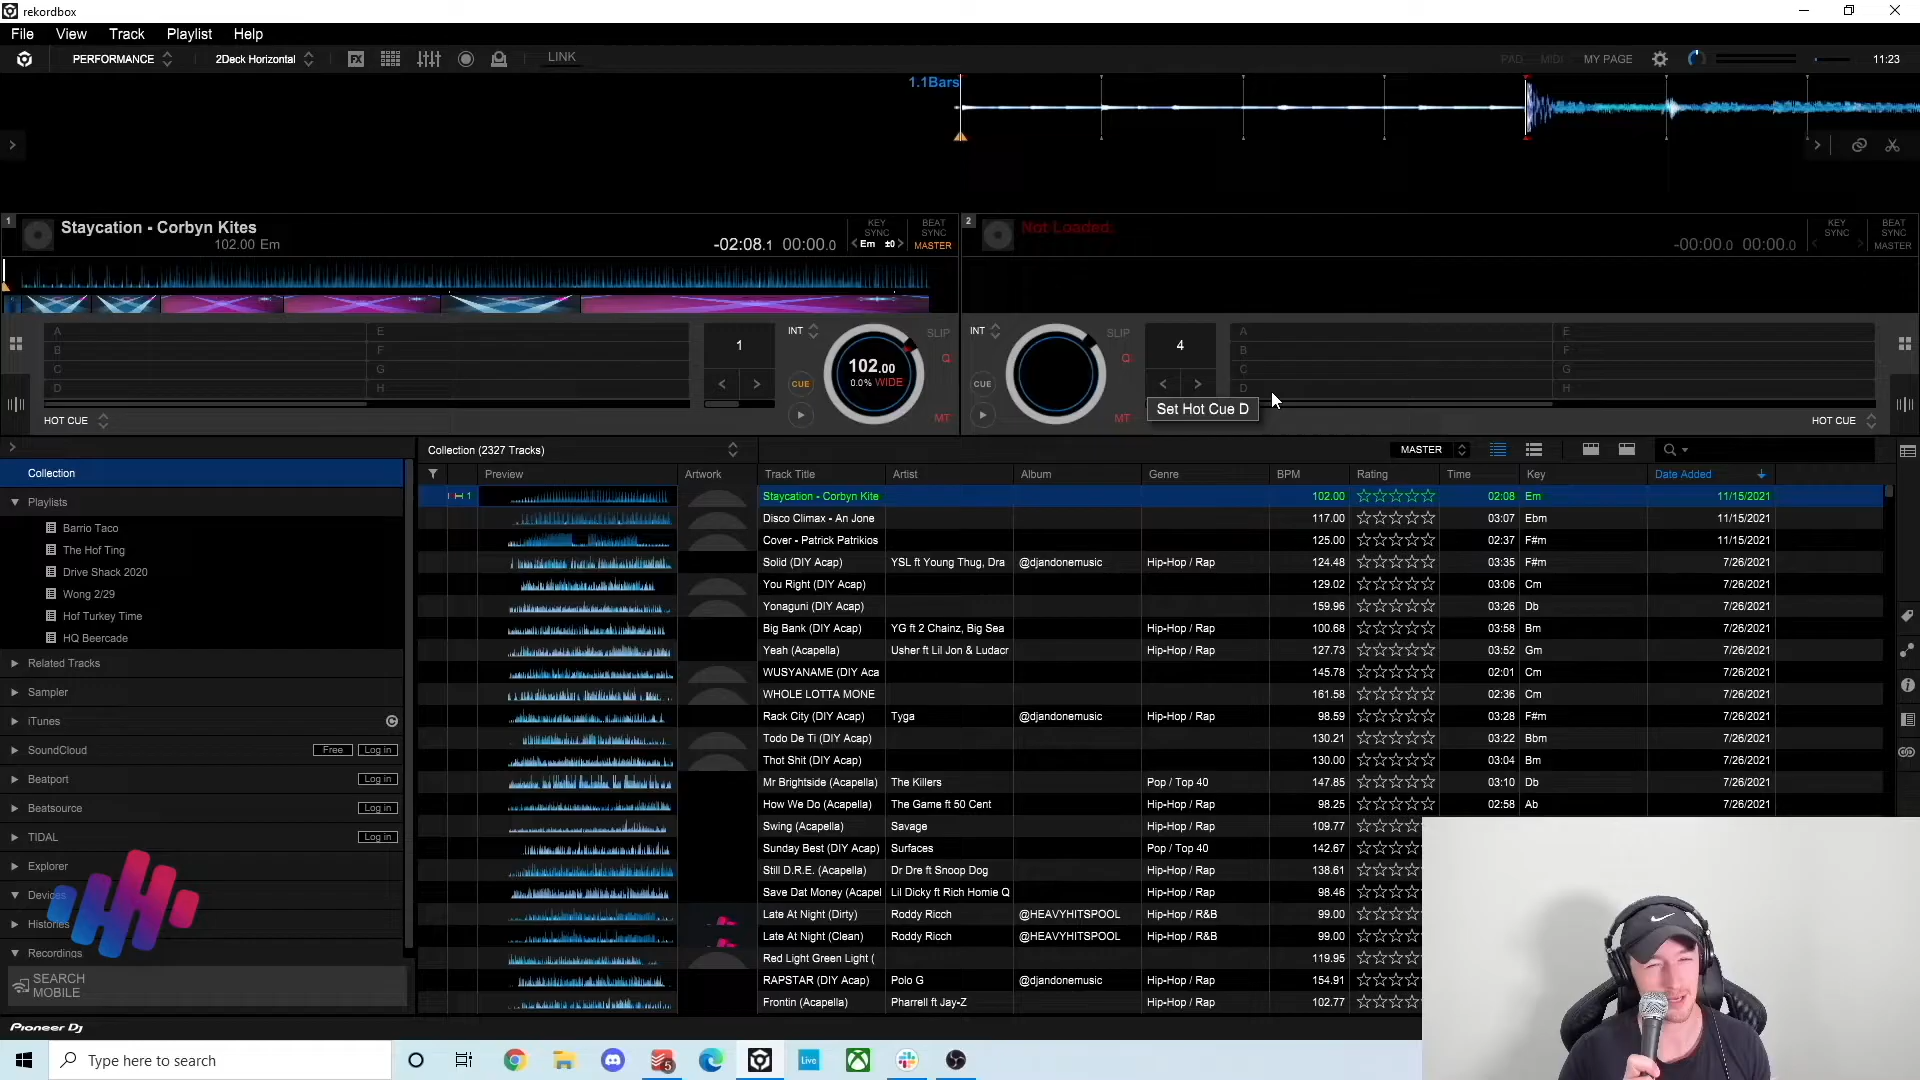 rekordbox
File View Track Playlist Help
PERFORMANCE 2Deck Horizontal FX LINK PAD MIDI MY PAGE 11:23
1.1Bars
1 Staycation - Corbyn Kites KEY SYNC BEAT SYNC
102.00 Em -02:08.1 00:00.0 Em ±0 MASTER
2 Not Loaded. KEY SYNC BEAT SYNC
-00:00.0 00:00.0 MASTER
A E
B F
C G
D H
HOT CUE
1
INT SLIP
102.00
0.0% WIDE
Q
CUE
MT
INT SLIP
Q
CUE
MT
4
A E
B F
C G
D H
Set Hot Cue D
HOT CUE
Collection
Playlists
Barrio Taco
The Hof Ting
Drive Shack 2020
Wong 2/29
Hof Turkey Time
HQ Beercade
Related Tracks
Sampler
iTunes
SoundCloud Free Log in
Beatport Log in
Beatsource Log in
TIDAL Log in
Explorer
Devices
Histories
Recordings
SEARCH
MOBILE
Collection (2327 Tracks) MASTER
Preview Artwork Track Title Artist Album Genre BPM Rating Time Key Date Added
1 Staycation - Corbyn Kite 102.00 02:08 Em 11/15/2021
Disco Climax - An Jone 117.00 03:07 Ebm 11/15/2021
Cover - Patrick Patrikios 125.00 02:37 F#m 11/15/2021
Solid (DIY Acap) YSL ft Young Thug, Dra @djandonemusic Hip-Hop / Rap 124.48 03:35 F#m 7/26/2021
You Right (DIY Acap) 129.02 03:06 Cm 7/26/2021
Yonaguni (DIY Acap) 159.96 03:26 Db 7/26/2021
Big Bank (DIY Acap) YG ft 2 Chainz, Big Sea Hip-Hop / Rap 100.68 03:58 Bm 7/26/2021
Yeah (Acapella) Usher ft Lil Jon & Ludacr Hip-Hop / Rap 127.73 03:52 Gm 7/26/2021
WUSYANAME (DIY Aca 145.78 02:01 Cm 7/26/2021
WHOLE LOTTA MONE 161.58 02:36 Cm 7/26/2021
Rack City (DIY Acap) Tyga @djandonemusic Hip-Hop / Rap 98.59 03:28 F#m 7/26/2021
Todo De Ti (DIY Acap) 130.21 03:22 Bbm 7/26/2021
Thot Shit (DIY Acap) 130.00 03:04 Bm 7/26/2021
Mr Brightside (Acapella) The Killers Pop / Top 40 147.85 03:10 Db 7/26/2021
How We Do (Acapella) The Game ft 50 Cent Hip-Hop / Rap 98.25 02:58 Ab 7/26/2021
Swing (Acapella) Savage Hip-Hop / Rap 109.77
Sunday Best (DIY Acap) Surfaces Pop / Top 40 142.67
Still D.R.E. (Acapella) Dr Dre ft Snoop Dog Hip-Hop / Rap 138.61
Save Dat Money (Acapel Lil Dicky ft Rich Homie Q Hip-Hop / Rap 98.46
Late At Night (Dirty) Roddy Ricch @HEAVYHITSPOOL Hip-Hop / R&B 99.00
Late At Night (Clean) Roddy Ricch @HEAVYHITSPOOL Hip-Hop / R&B 99.00
Red Light Green Light ( 119.95
RAPSTAR (DIY Acap) Polo G @djandonemusic Hip-Hop / Rap 154.91
Frontin (Acapella) Pharrell ft Jay-Z Hip-Hop / Rap 102.77
Pioneer Dj
Type here to search
5
Live